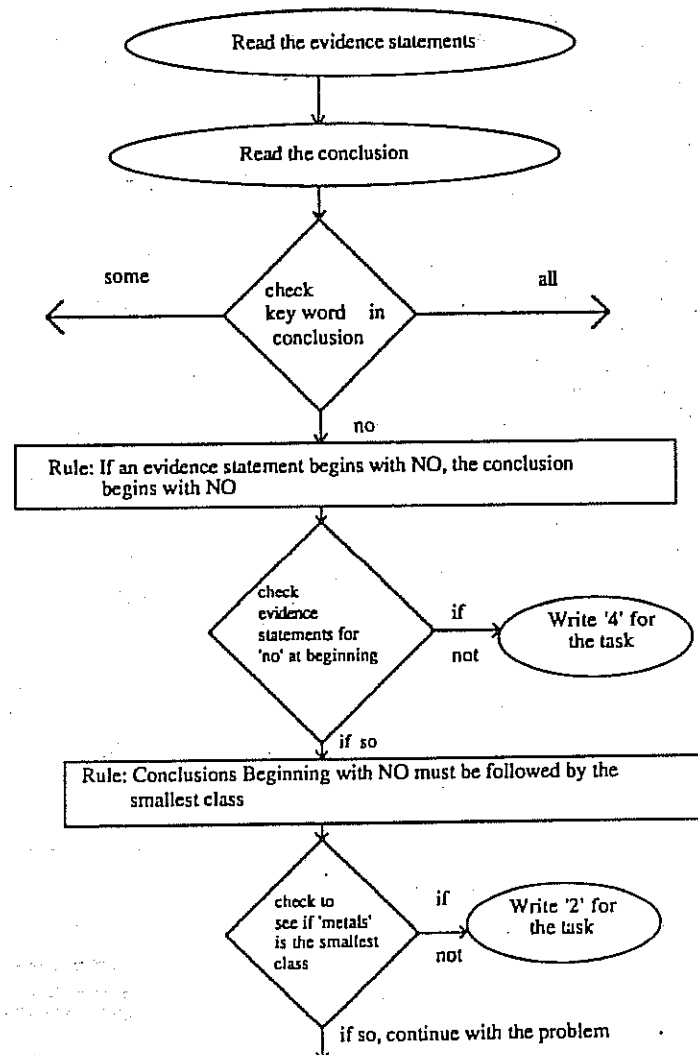 Read the evidence statements
Read the conclusion
some
check
key word in
conclusion
all
no
Rule: If an evidence statement begins with NO, the conclusion
begins with NO
check
evidence
statements for
'no' at beginning
if
not
Write '4' for
the task
if so
Rule: Conclusions Beginning with NO must be followed by the
smallest class
check to
see if 'metals'
is the smallest
class
if
not
Write '2' for
the task
if so, continue with the problem